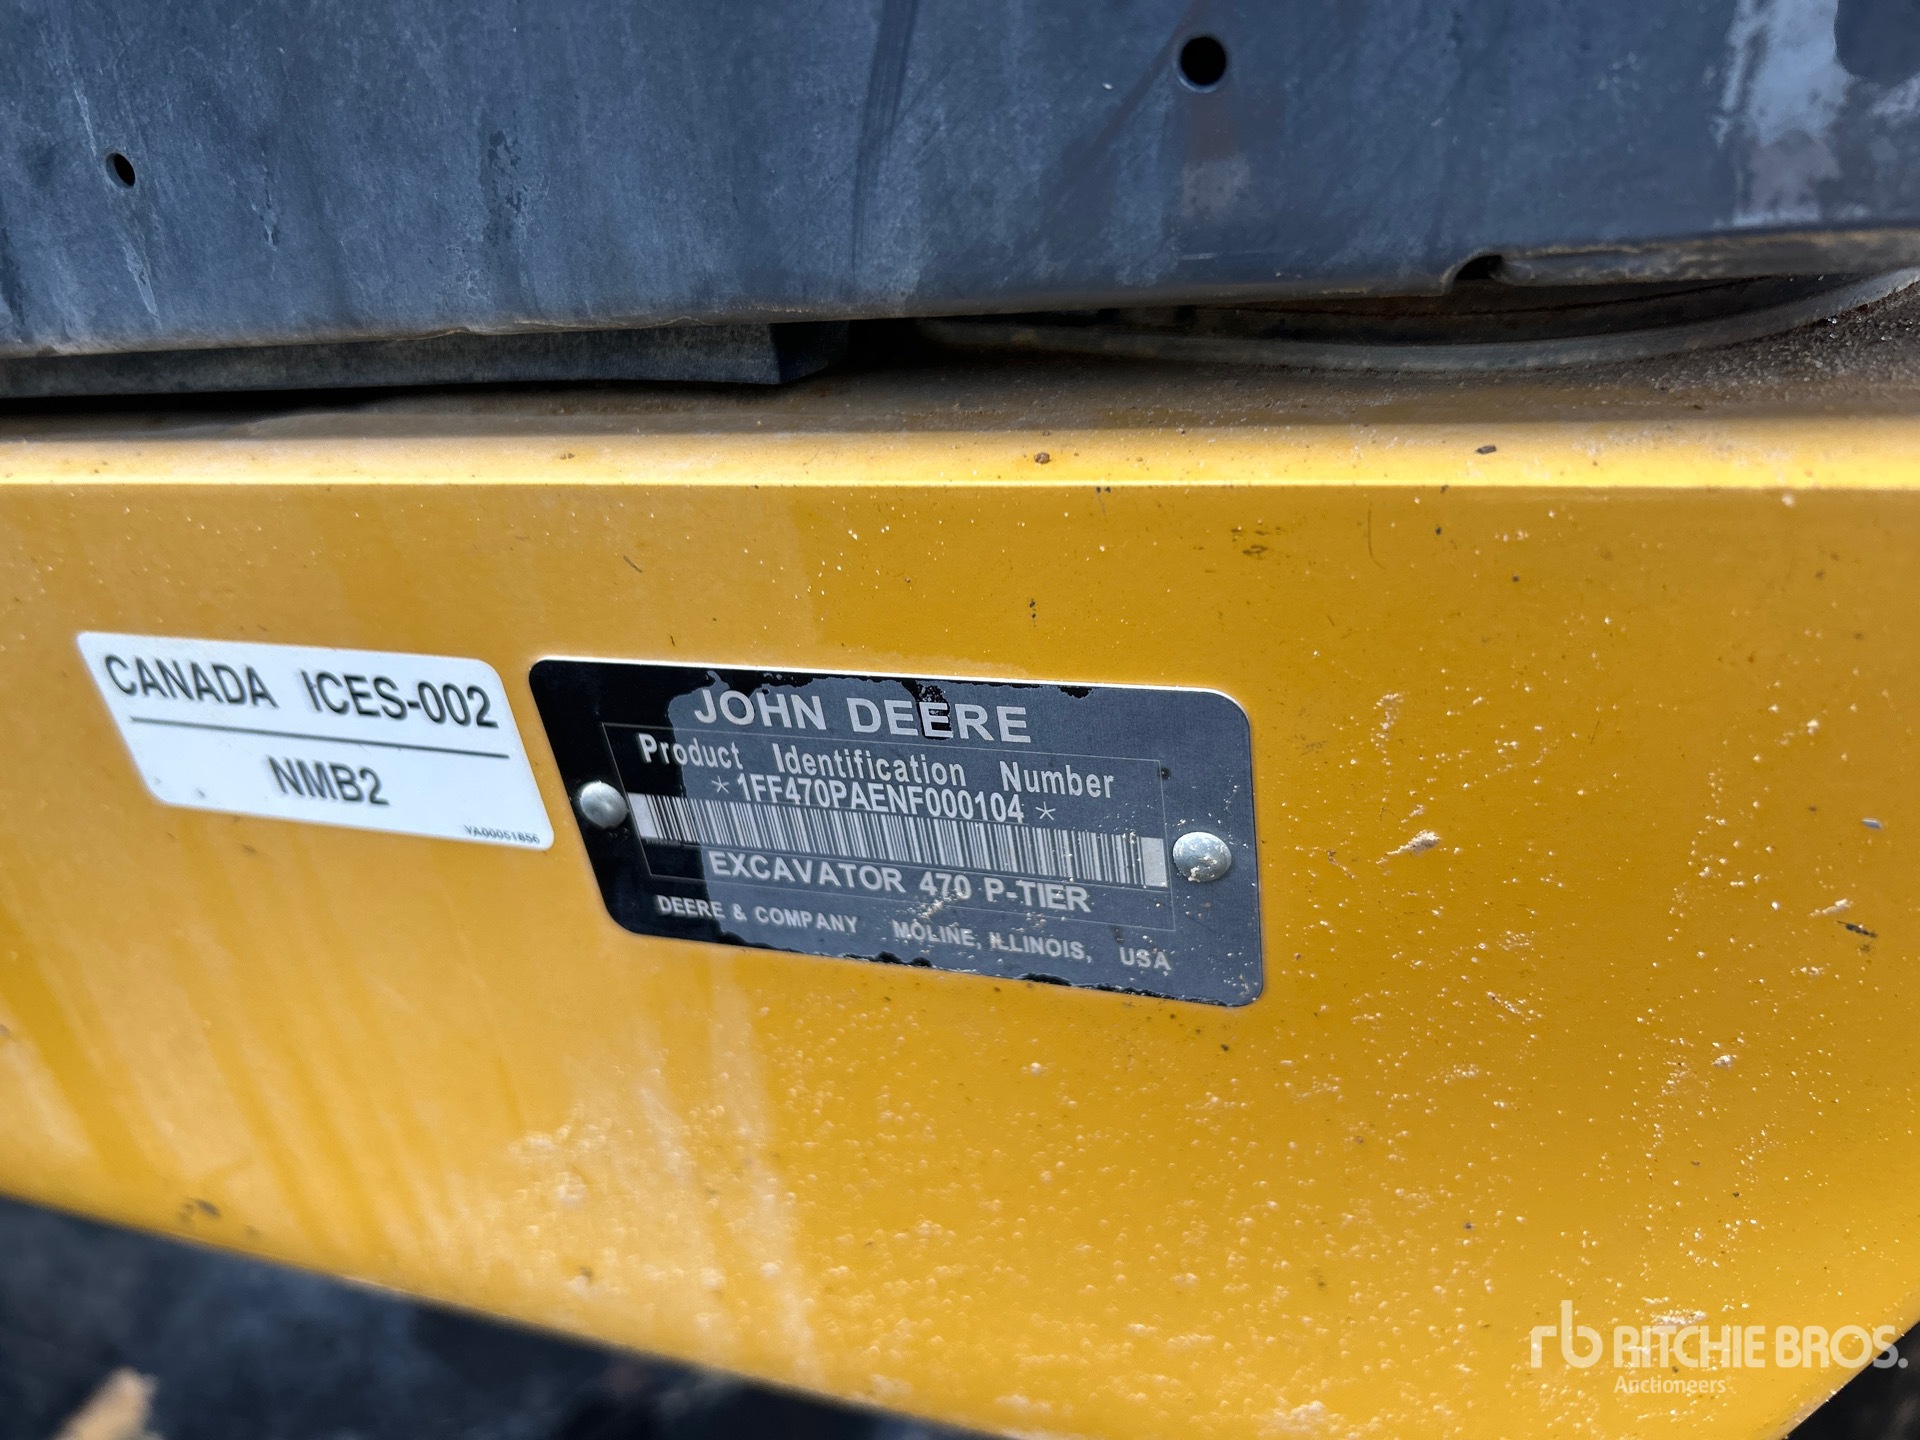 CANADA ICES-002
NMB2
VA00051856
JOHN DEERE
Product Identification Number
*1FF470PAENF000104*
EXCAVATOR 470 P-TIER
DEERE & COMPANY MOLINE, ILLINOIS, USA
rb RITCHIE BROS.
Auctioneers